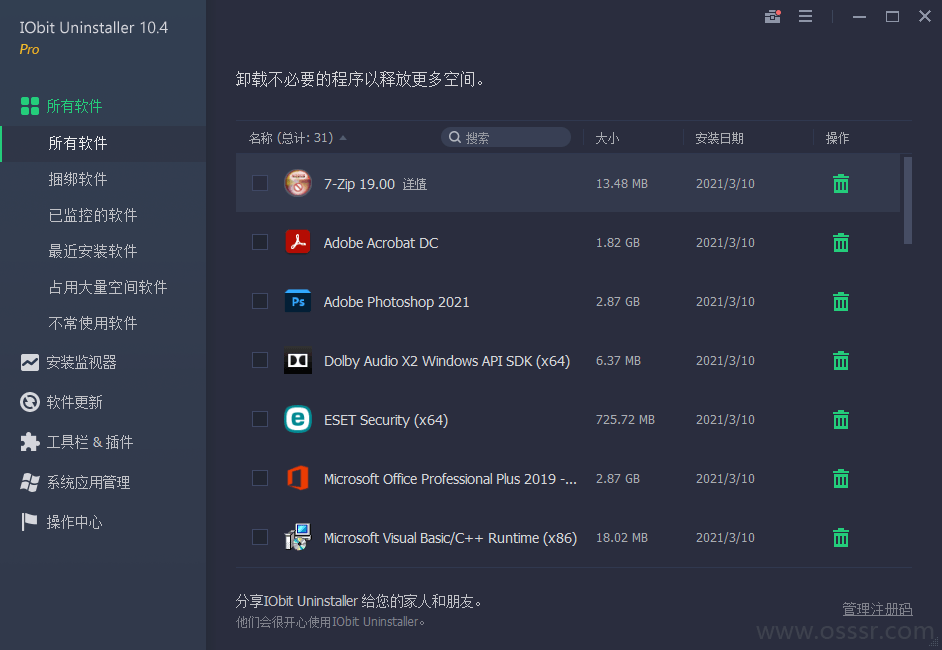 IObit Uninstaller 10.4
Pro
所有软件
所有软件
捆绑软件
已监控的软件
最近安装软件
占用大量空间软件
不常使用软件
安装监视器
软件更新
工具栏 & 插件
系统应用管理
操作中心
卸载不必要的程序以释放更多空间。
名称 (总计: 31) 搜索 大小 安装日期 操作
7-Zip 19.00 详情 13.48 MB 2021/3/10
Adobe Acrobat DC 1.82 GB 2021/3/10
Ps Adobe Photoshop 2021 2.87 GB 2021/3/10
Dolby Audio X2 Windows API SDK (x64) 6.37 MB 2021/3/10
e ESET Security (x64) 725.72 MB 2021/3/10
Microsoft Office Professional Plus 2019 -... 2.87 GB 2021/3/10
Microsoft Visual Basic/C++ Runtime (x86) 18.02 MB 2021/3/10
分享IObit Uninstaller 给您的家人和朋友。
他们会很开心使用IObit Uninstaller。
管理注册码
www.osssr.com